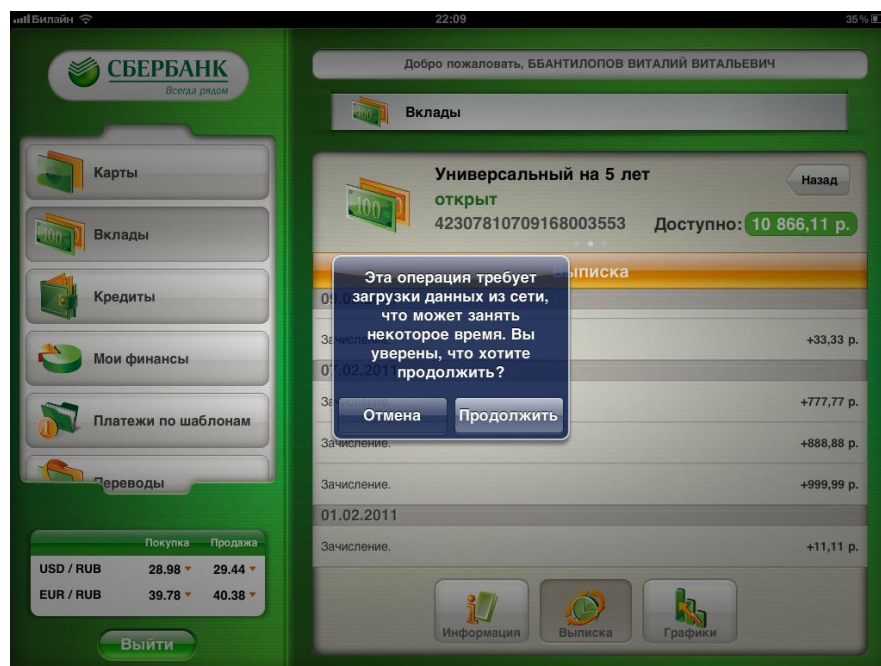 Билайн
22:09
35 %
СБЕРБАНК
Всегда рядом
Карты
Вклады
Кредиты
Мои финансы
Платежи по шаблонам
Переводы
Покупка Продажа
USD / RUB 28.98 29.44
EUR / RUB 39.78 40.38
Выйти
Добро пожаловать, ББАНТИЛОПОВ ВИТАЛИЙ ВИТАЛЬЕВИЧ
Вклады
Универсальный на 5 лет
Назад
открыт
42307810709168003553 Доступно: 10 866,11 р.
Выписка
Эта операция требует
загрузки данных из сети,
что может занять
некоторое время. Вы
уверены, что хотите
продолжить?
Отмена Продолжить
+33,33 р.
07.02.2011
+777,77 р.
Зачисление. +888,88 р.
Зачисление. +999,99 р.
01.02.2011
Зачисление. +11,11 р.
Информация Выписка Графики